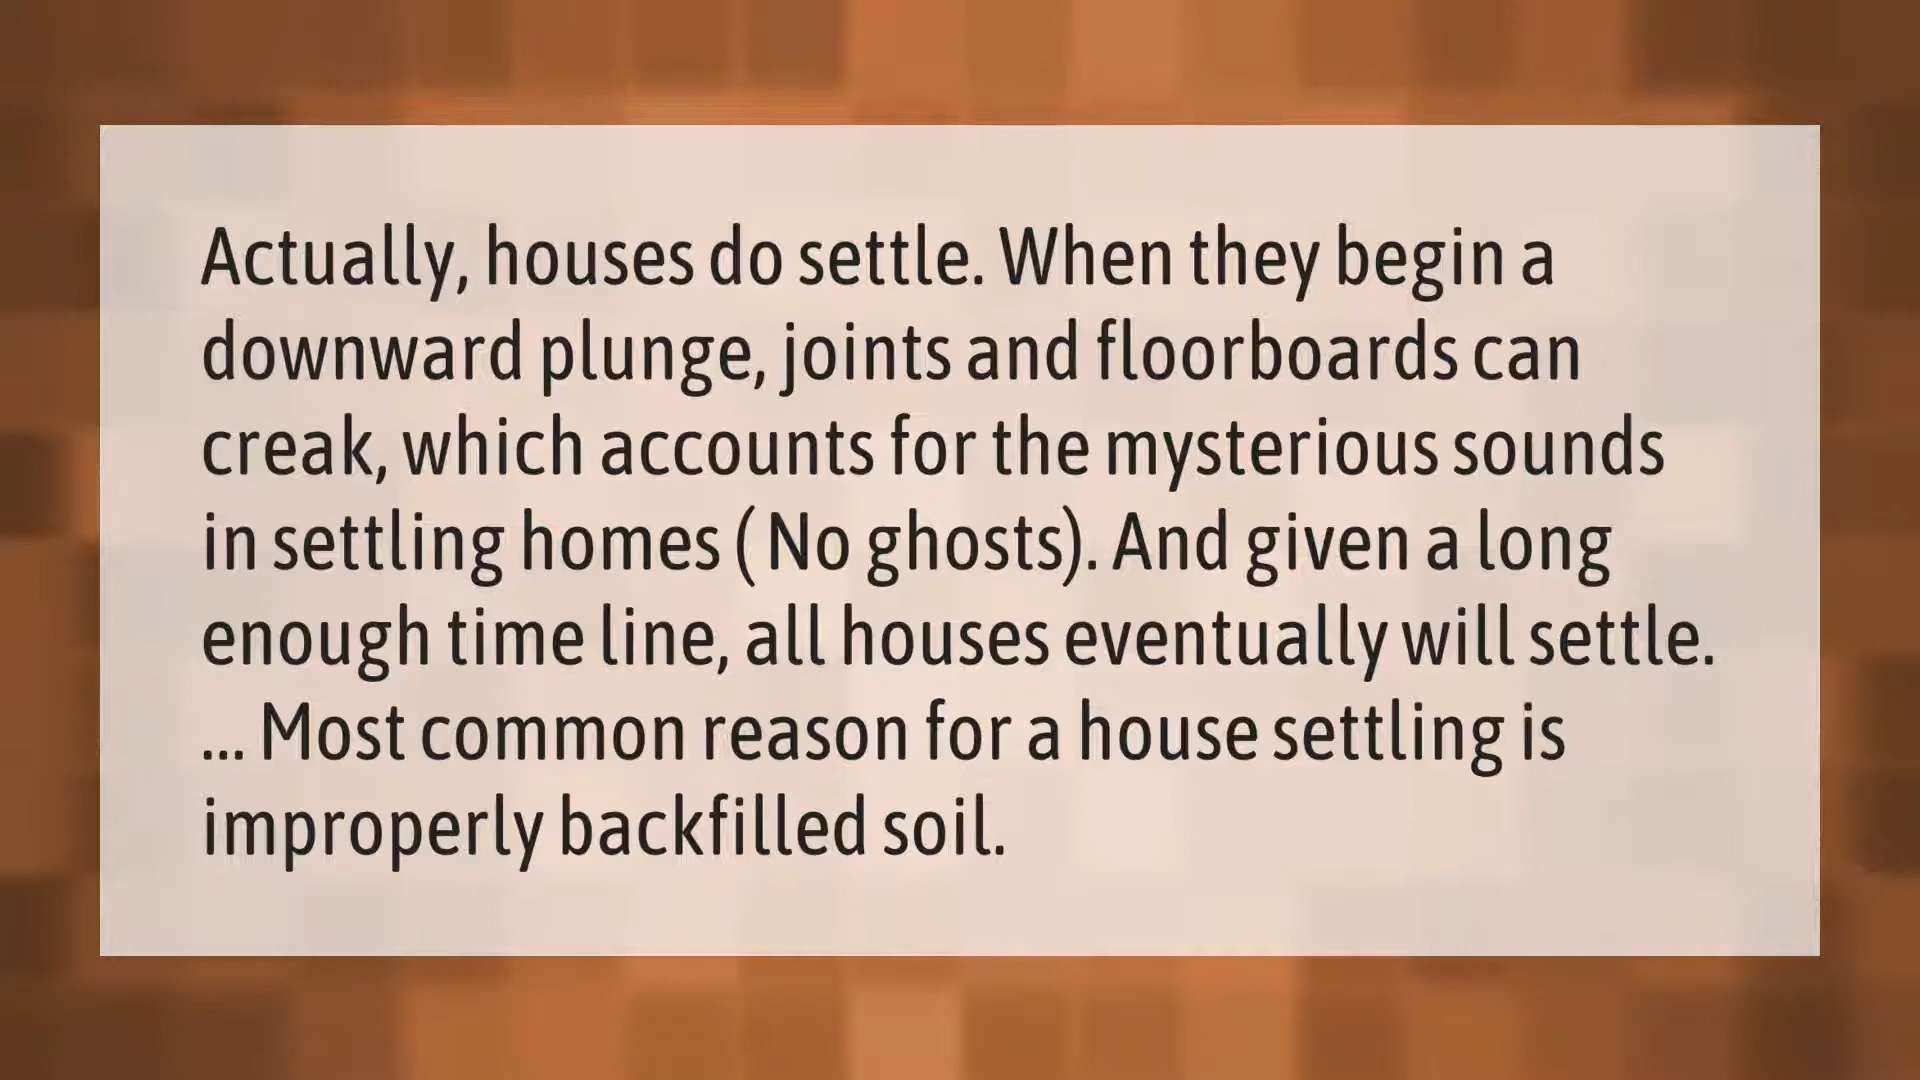 Actually, houses do settle. When they begin a
downward plunge, joints and floorboards can
creak, which accounts for the mysterious sounds
in settling homes ( No ghosts). And given a long
enough time line, all houses eventually will settle.
... Most common reason for a house settling is
improperly backfilled soil.